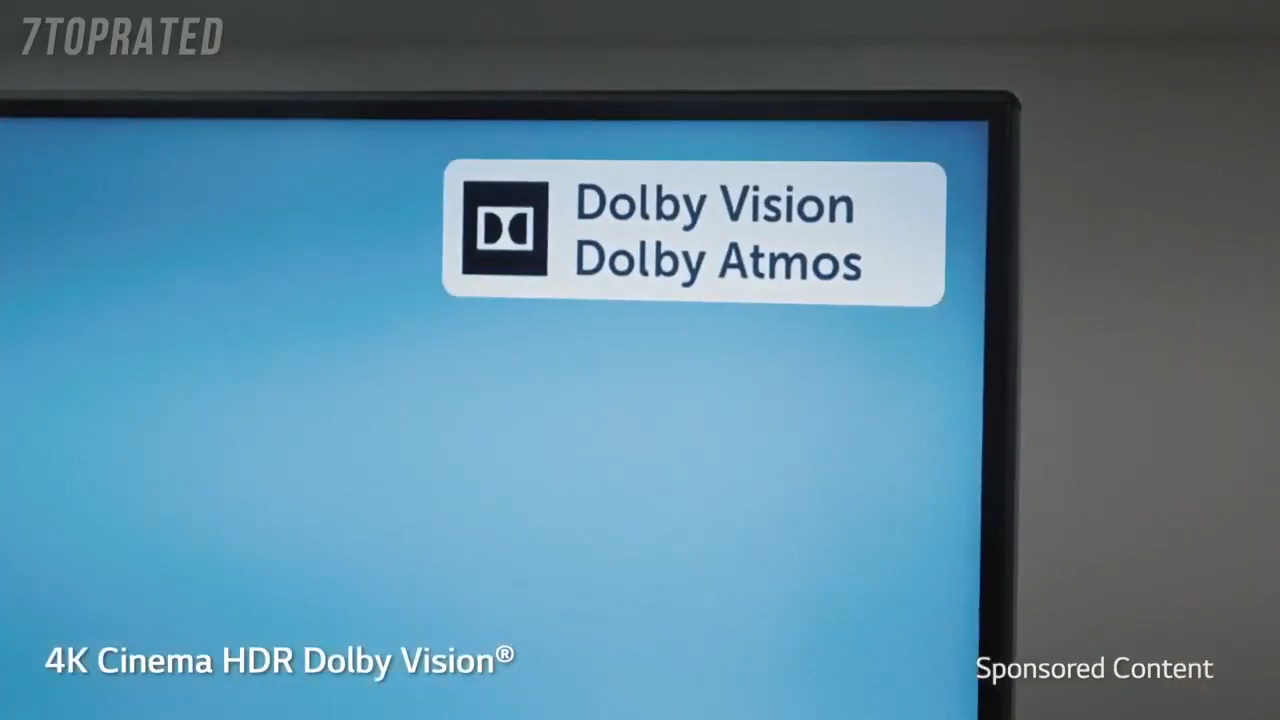 7TOPRATED
Dolby Vision
Dolby Atmos
4K Cinema HDR Dolby Vision®
Sponsored Content